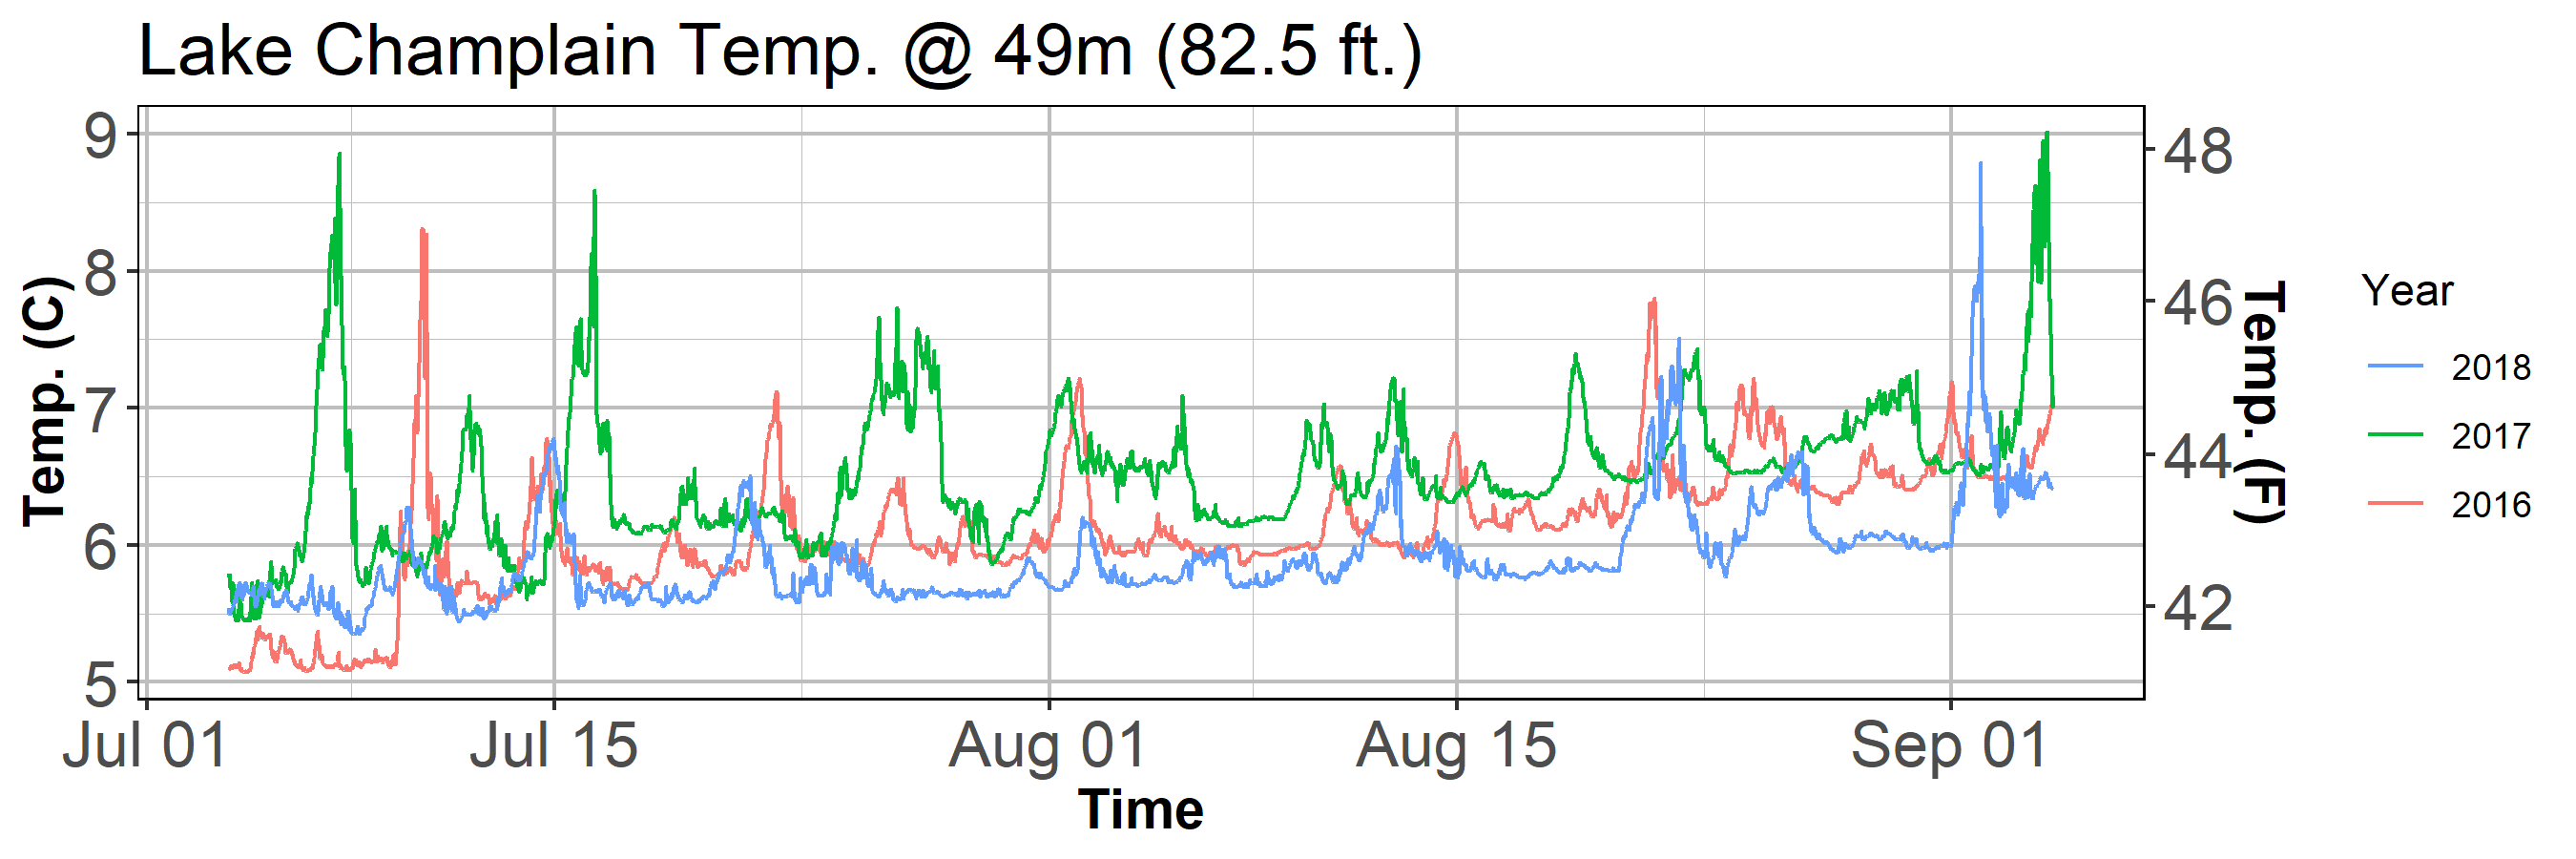 Lake Champlain Temp. @ 49m (82.5 ft.)
9
8
7
6
5
Temp. (C)
48
46
44
42
Temp. (F)
Jul 01
Jul 15
Aug 01
Aug 15
Sep 01
Time
Year
2018
2017
2016